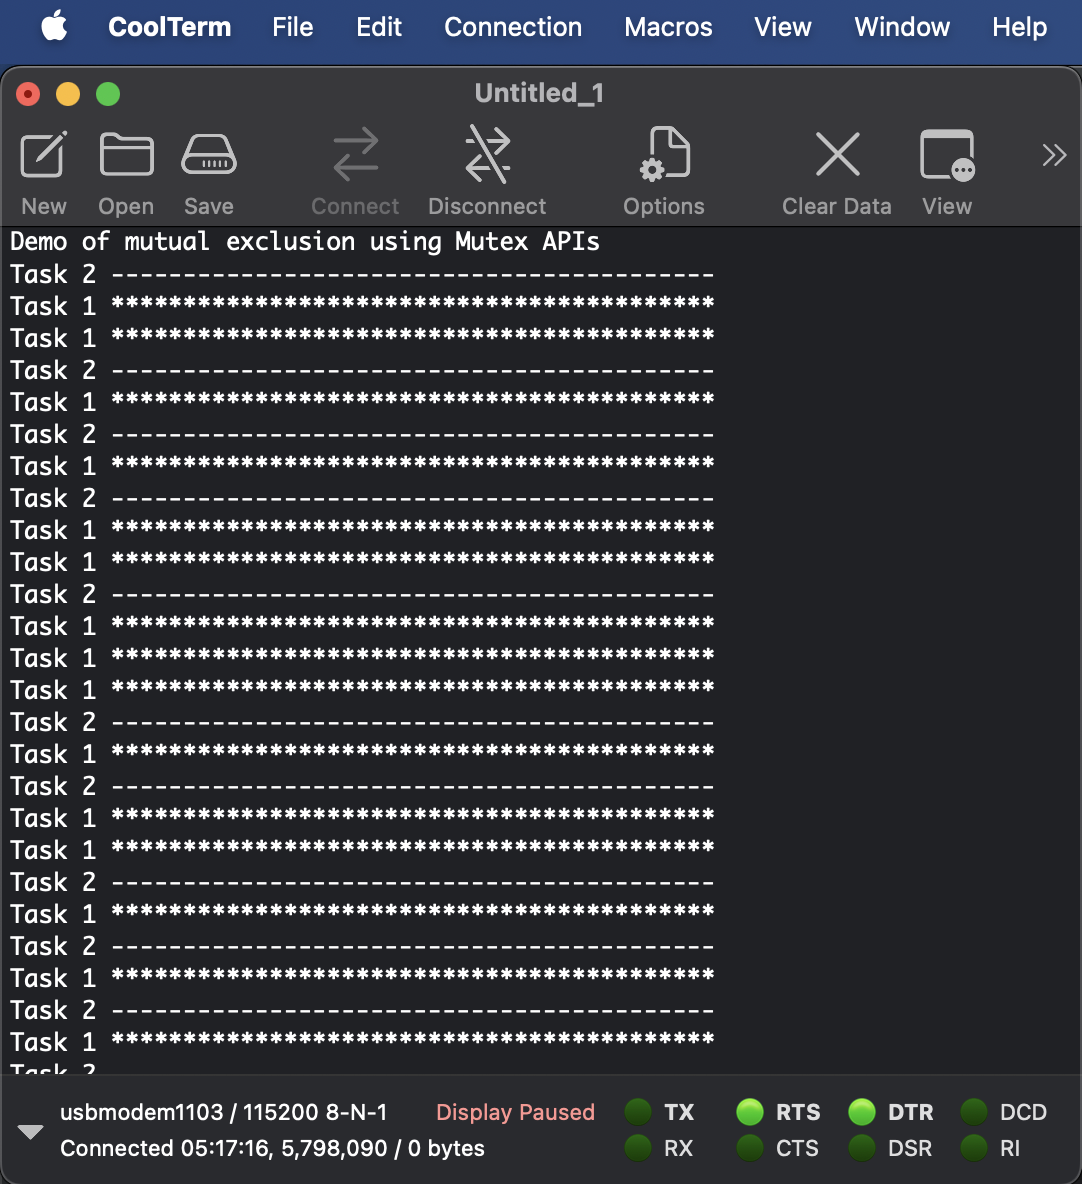 CoolTerm File Edit Connection Macros View Window Help
Untitled_1
New Open Save Connect Disconnect Options Clear Data View
Demo of mutual exclusion using Mutex APIs
Task 2 ------------------------------------------
Task 1 ******************************************
Task 1 ******************************************
Task 2 ------------------------------------------
Task 1 ******************************************
Task 2 ------------------------------------------
Task 1 ******************************************
Task 2 ------------------------------------------
Task 1 ******************************************
Task 1 ******************************************
Task 2 ------------------------------------------
Task 1 ******************************************
Task 1 ******************************************
Task 1 ******************************************
Task 2 ------------------------------------------
Task 1 ******************************************
Task 2 ------------------------------------------
Task 1 ******************************************
Task 1 ******************************************
Task 2 ------------------------------------------
Task 1 ******************************************
Task 2 ------------------------------------------
Task 1 ******************************************
Task 2 ------------------------------------------
Task 1 ******************************************
Task 2
usbmodem1103 / 115200 8-N-1 Display Paused TX RTS DTR DCD
Connected 05:17:16, 5,798,090 / 0 bytes RX CTS DSR RI